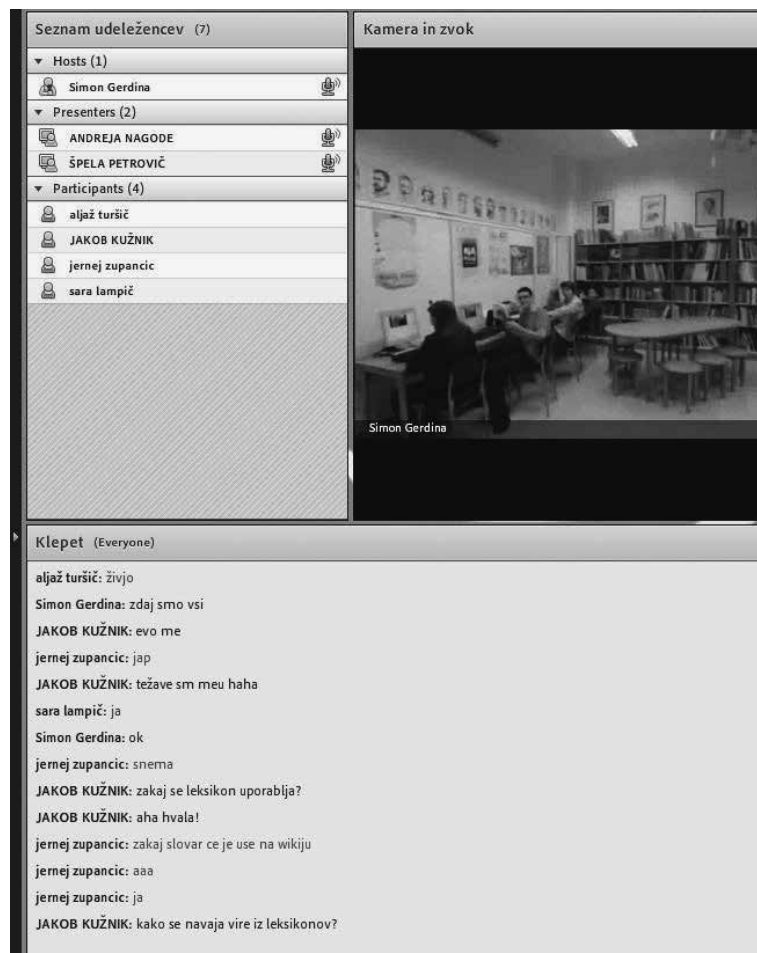 Seznam udeležencev (7)
Hosts (1)
Simon Gerdina
Presenters (2)
ANDREJA NAGODE
ŠPELA PETROVIČ
Participants (4)
aljaž turšič
JAKOB KUŽNIK
jernej zupancic
sara lampič
Kamera in zvok
Simon Gerdina
Klepet (Everyone)
aljaž turšič: živjo
Simon Gerdina: zdaj smo vsi
JAKOB KUŽNIK: evo me
jernej zupancic: jap
JAKOB KUŽNIK: težave sm meu haha
sara lampič: ja
Simon Gerdina: ok
jernej zupancic: snema
JAKOB KUŽNIK: zakaj se leksikon uporablja?
JAKOB KUŽNIK: aha hvala!
jernej zupancic: zakaj slovar ce je use na wikiju
jernej zupancic: aaa
jernej zupancic: ja
JAKOB KUŽNIK: kako se navaja vire iz leksikonov?